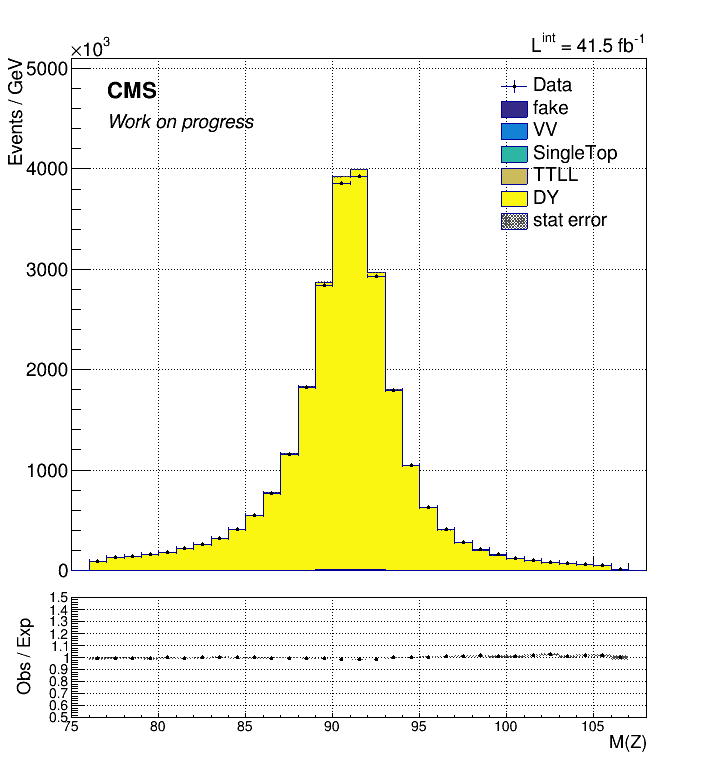 ×10³
L^int = 41.5 fb^-1
Events / GeV
5000
4000
3000
2000
1000
0
CMS
Work on progress
Data
fake
VV
SingleTop
TTLL
DY
stat error
Obs / Exp
1.5
1.4
1.3
1.2
1.1
1
0.9
0.8
0.7
0.6
0.5
75 80 85 90 95 100 105
M(Z)